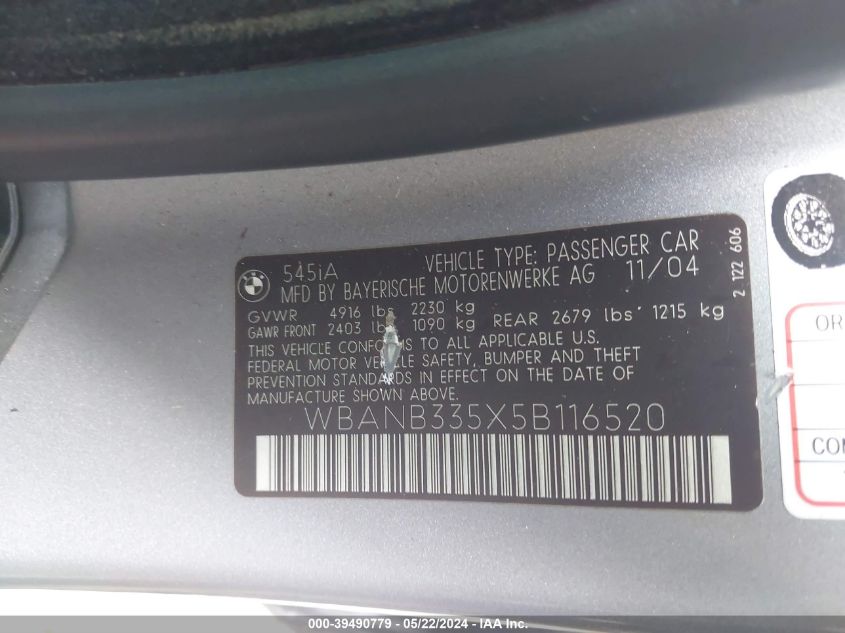 BMW
545iA VEHICLE TYPE: PASSENGER CAR
MFD BY BAYERISCHE MOTORENWERKE AG 11/04
GVWR 4916 lbs 2230 kg
GAWR FRONT 2403 lbs 1090 kg REAR 2679 lbs 1215 kg
THIS VEHICLE CONFORMS TO ALL APPLICABLE U.S.
FEDERAL MOTOR VEHICLE SAFETY, BUMPER AND THEFT
PREVENTION STANDARDS IN EFFECT ON THE DATE OF
MANUFACTURE SHOWN ABOVE.
WBANB335X5B116520
2 122 606
OR
CON
000-39490779 - 05/22/2024 - IAA, Inc.